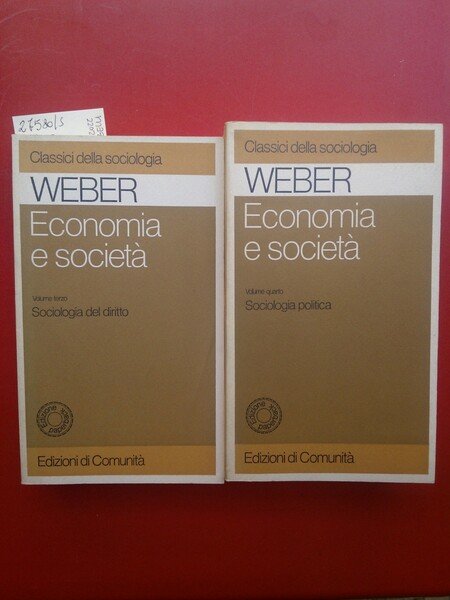 27580/S
Classici della sociologia
WEBER
Economia
e società
Volume terzo
Sociologia del diritto
Edizioni di Comunità
Classici della sociologia
WEBER
Economia
e società
Volume quarto
Sociologia politica
Edizioni di Comunità